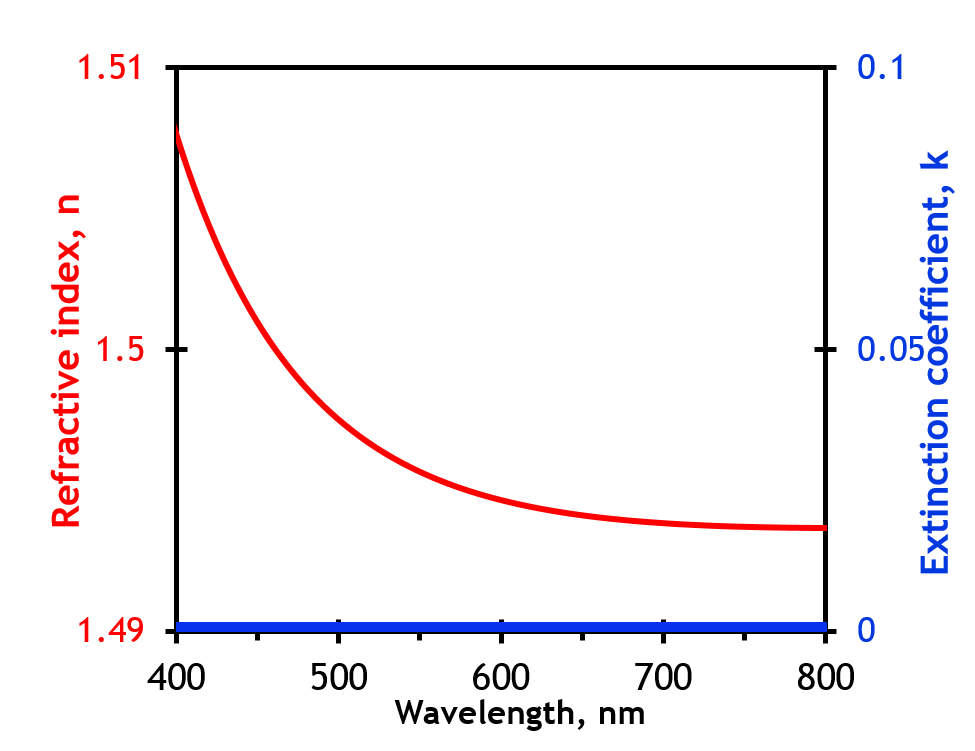 1.51
1.5
1.49
Refractive index, n
0.1
0.05
0
Extinction coefficient, k
400 500 600 700 800
Wavelength, nm